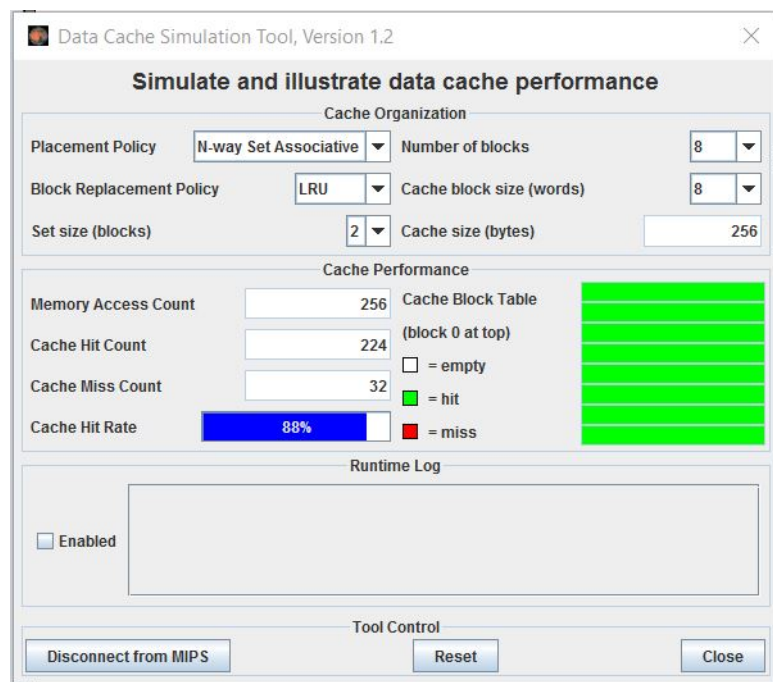 Data Cache Simulation Tool, Version 1.2
Simulate and illustrate data cache performance
Cache Organization
Placement Policy N-way Set Associative Number of blocks 8
Block Replacement Policy LRU Cache block size (words) 8
Set size (blocks) 2 Cache size (bytes) 256
Cache Performance
Memory Access Count 256 Cache Block Table
(block 0 at top)
Cache Hit Count 224
= empty
Cache Miss Count 32
= hit
Cache Hit Rate 88%
= miss
Runtime Log
Enabled
Tool Control
Disconnect from MIPS Reset Close